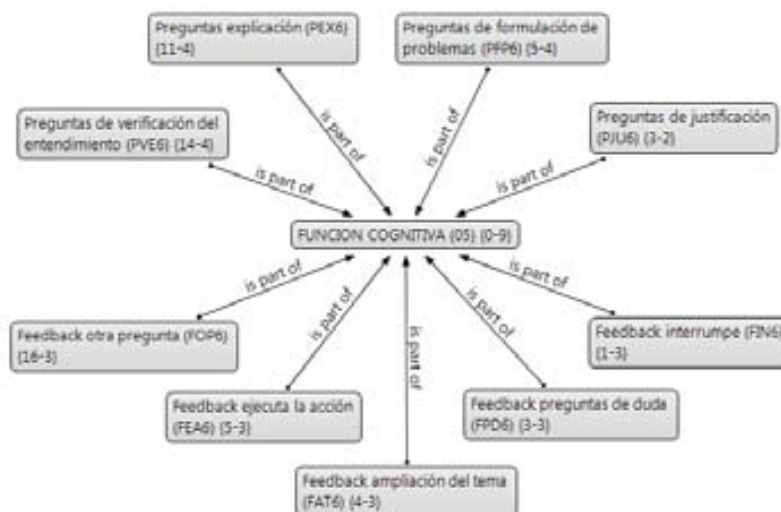 Preguntas explicación (PEX6)
(11-4)
Preguntas de formulación de
problemas (PFP6) (5-4)
Preguntas de verificación del
entendimiento (PVE6) (14-4)
Preguntas de justificación
(PJU6) (3-2)
is part of
is part of
is part of
is part of
FUNCION COGNITIVA (05) (0-9)
is part of
is part of
is part of
is part of
is part of
Feedback otra pregunta (FOP6)
(16-3)
Feedback interrumpe (FIN6)
(1-3)
Feedback ejecuta la acción
(FEA6) (5-3)
Feedback preguntas de duda
(FPD6) (3-3)
Feedback ampliación del tema
(FAT6) (4-3)